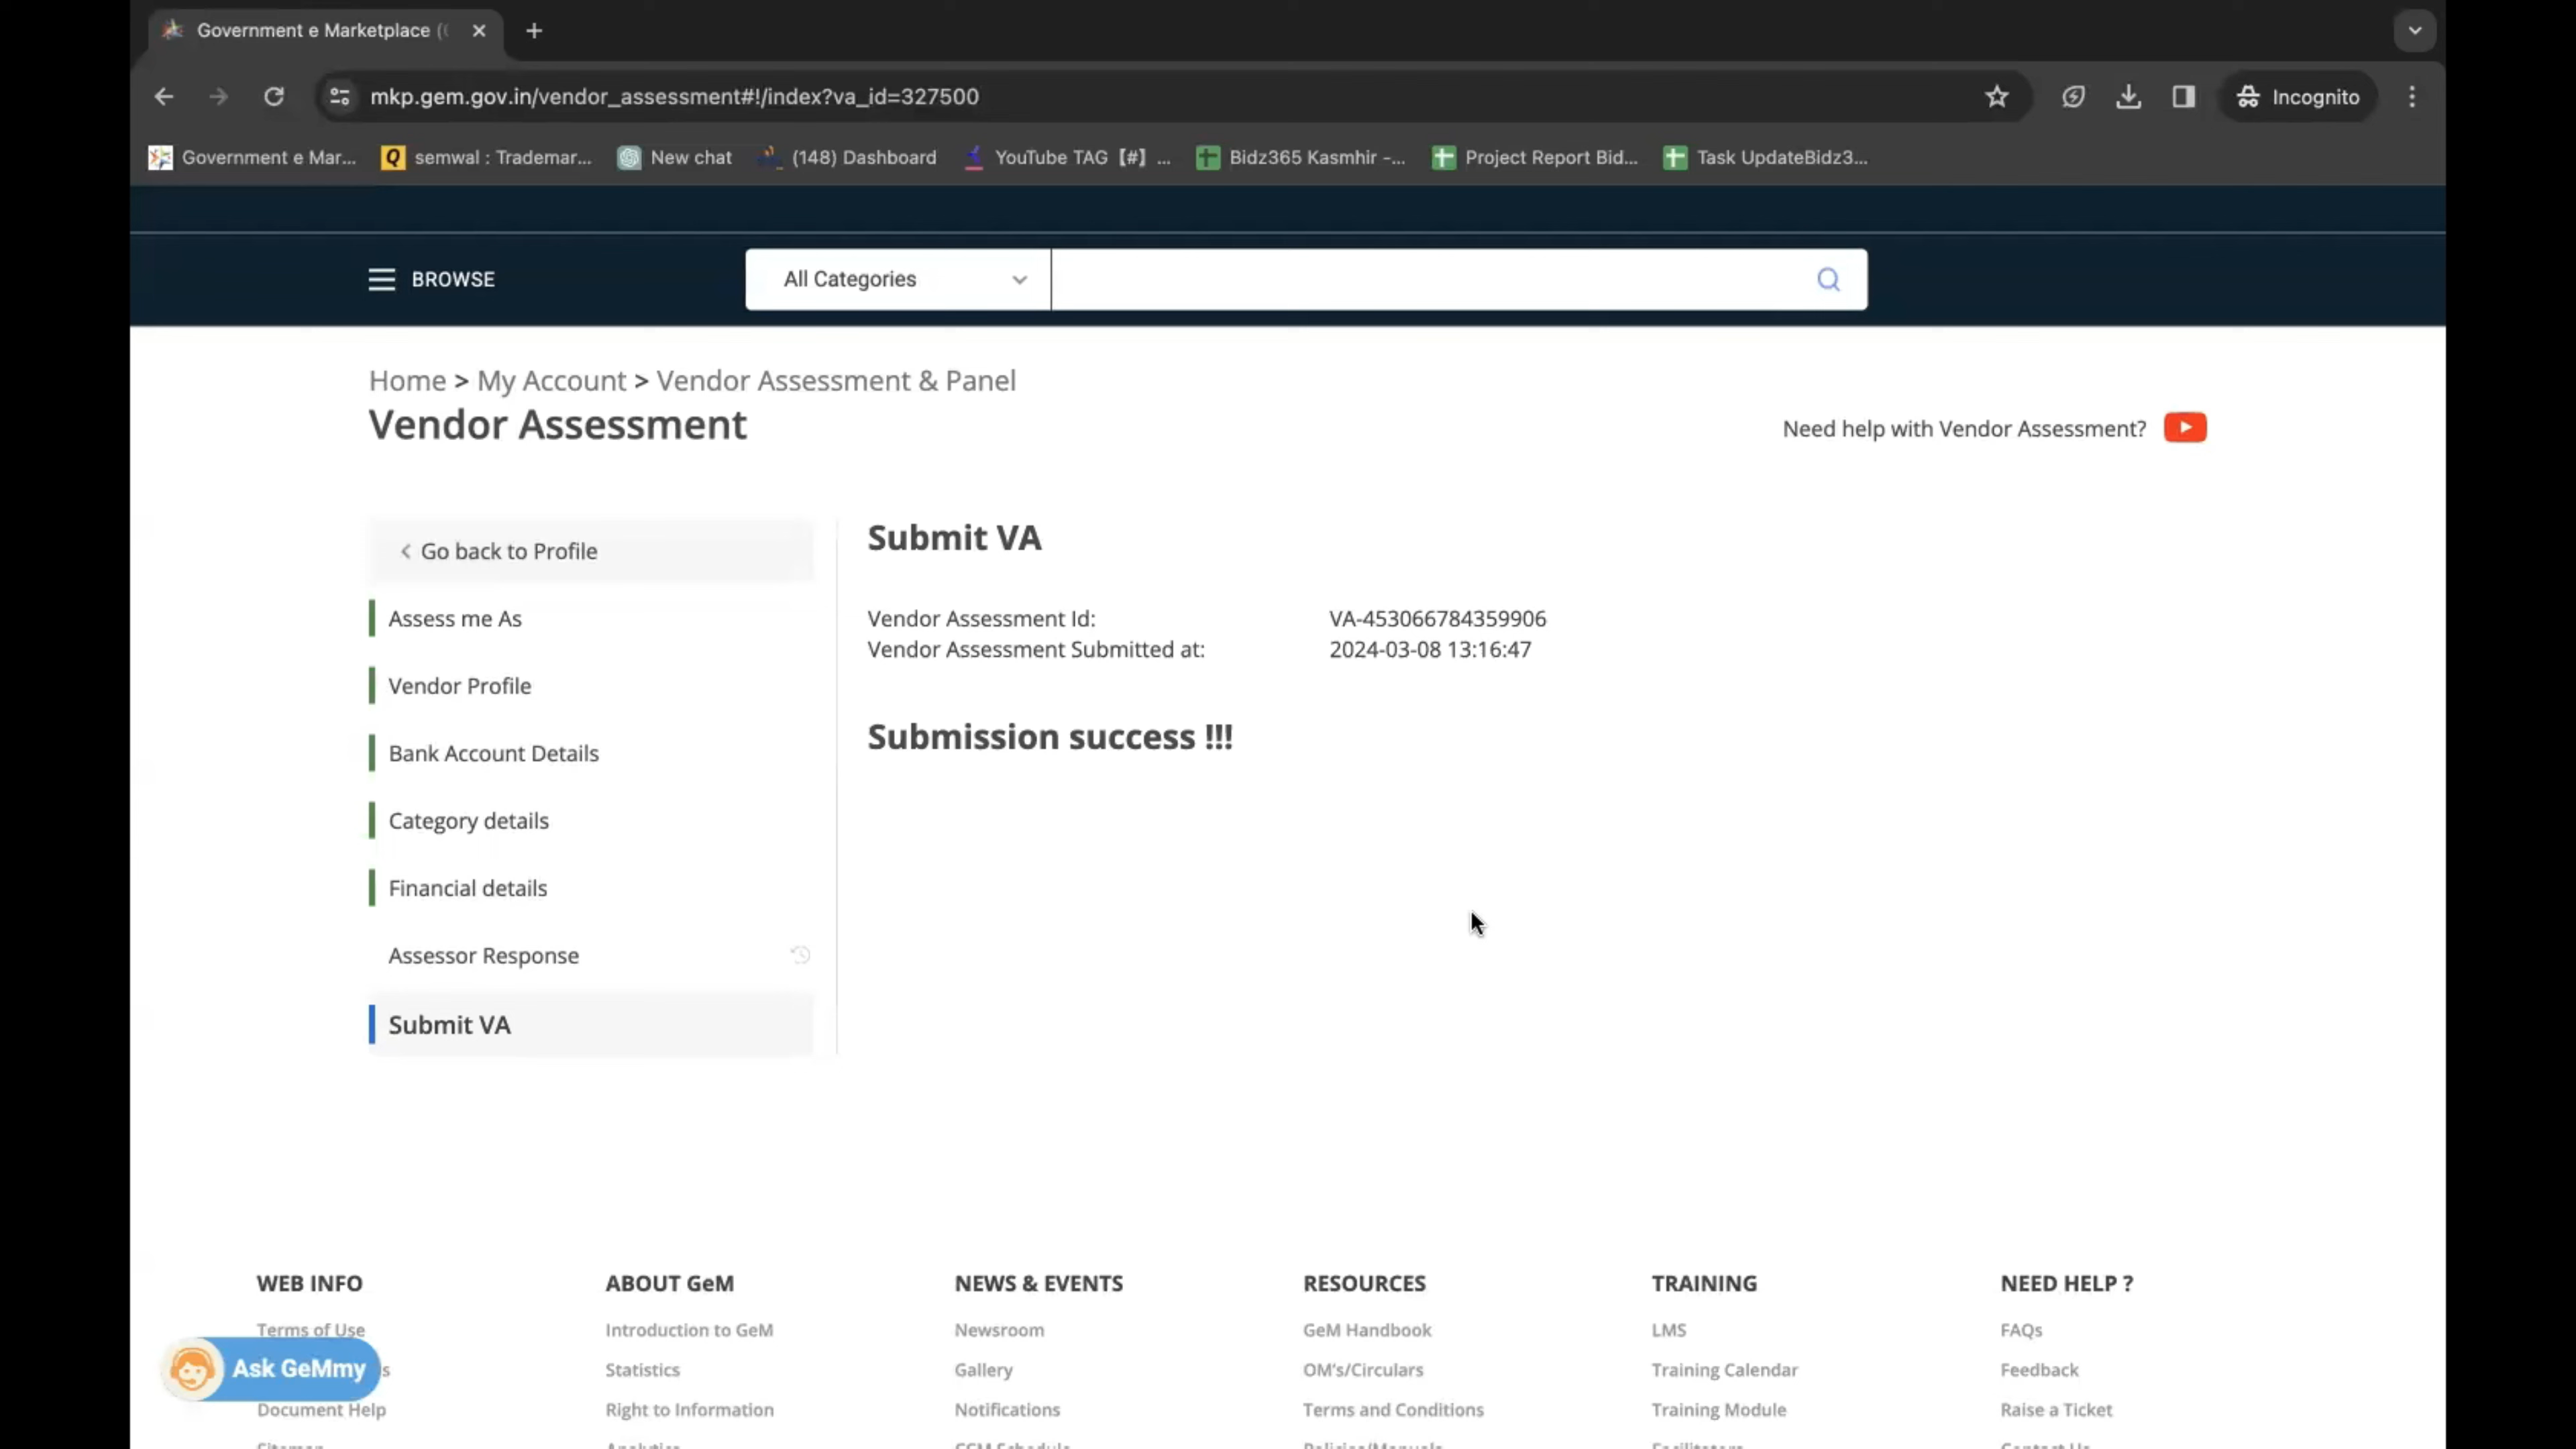 Government e Marketplace (
mkp.gem.gov.in/vendor_assessment#!/index?va_id=327500
Incognito
Government e Mar...
semwal : Trademar...
New chat
(148) Dashboard
YouTube TAG【#】...
Bidz365 Kasmhir -...
Project Report Bid...
Task UpdateBidz3...
BROWSE
All Categories
Home > My Account > Vendor Assessment & Panel
Vendor Assessment
Need help with Vendor Assessment?
Go back to Profile
Assess me As
Vendor Profile
Bank Account Details
Category details
Financial details
Assessor Response
Submit VA
Submit VA
Vendor Assessment Id: VA-453066784359906
Vendor Assessment Submitted at: 2024-03-08 13:16:47
Submission success !!!
WEB INFO
Terms of Use
Document Help
Ask GeMmy
ABOUT GeM
Introduction to GeM
Statistics
Right to Information
NEWS & EVENTS
Newsroom
Gallery
Notifications
RESOURCES
GeM Handbook
OM's/Circulars
Terms and Conditions
TRAINING
LMS
Training Calendar
Training Module
NEED HELP ?
FAQs
Feedback
Raise a Ticket